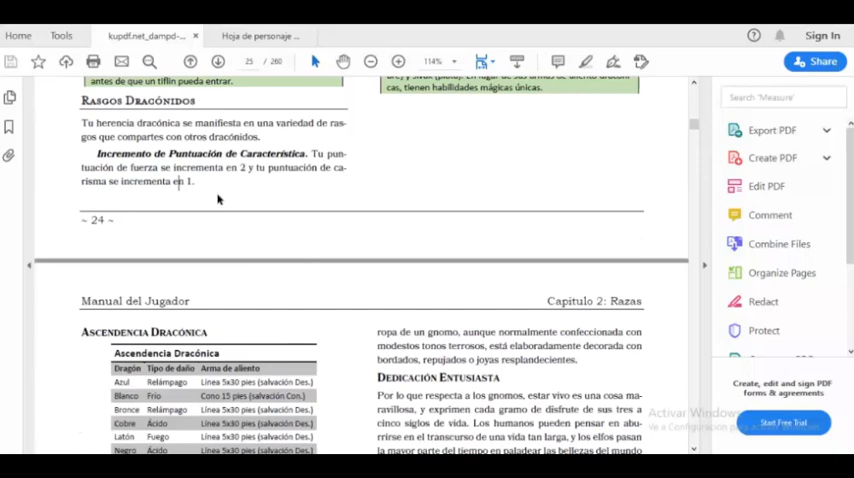 Home Tools kupdf.net_dampd-... × Hoja de personaje ... Sign In
25 / 260 114% Share
antes de que un tiflin pueda entrar.
cas, tienen habilidades mágicas únicas.
RASGOS DRACÓNIDOS
Tu herencia dracónica se manifiesta en una variedad de ras-
gos que compartes con otros dracónidos.
Incremento de Puntuación de Característica. Tu pun-
tuación de fuerza se incrementa en 2 y tu puntuación de ca-
risma se incrementa en 1.
~ 24 ~
Manual del Jugador Capitulo 2: Razas
ASCENDENCIA DRACÓNICA
Ascendencia Dracónica
Dragón Tipo de daño Arma de aliento
Azul Relámpago Línea 5x30 pies (salvación Des.)
Blanco Frío Cono 15 pies (salvación Con.)
Bronce Relámpago Línea 5x30 pies (salvación Des.)
Cobre Ácido Línea 5x30 pies (salvación Des.)
Latón Fuego Línea 5x30 pies (salvación Des.)
Negro Ácido Línea 5x30 pies (salvación Des.)
ropa de un gnomo, aunque normalmente confeccionada con
modestos tonos terrosos, está elaboradamente decorada con
bordados, repujados o joyas resplandecientes.
DEDICACIÓN ENTUSIASTA
Por lo que respecta a los gnomos, estar vivo es una cosa ma-
ravillosa, y exprimen cada gramo de disfrute de sus tres a
cinco siglos de vida. Los humanos pueden pensar en abu-
rrirse en el transcurso de una vida tan larga, y los elfos pasan
la mayor parte del tiempo en paladear las bellezas del mundo
Search 'Measure'
Export PDF
Create PDF
Edit PDF
Comment
Combine Files
Organize Pages
Redact
Protect
Create, edit and sign PDF
forms & agreements
Start Free Trial
Activar Windows
Ve a Configuración para